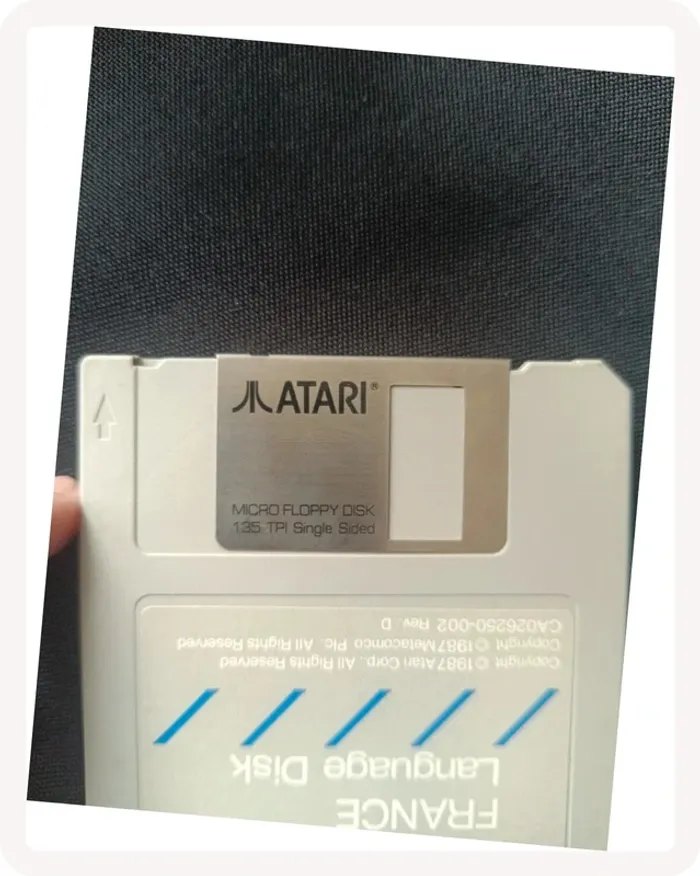 ATARI®
MICRO FLOPPY DISK
135 TPI Single Sided
FRANCE
Language Disk
Copyright © 1987 Atari Corp., All Rights Reserved
Copyright © 1987 Metacomco Plc. All Rights Reserved
CA026250-002 Rev. D